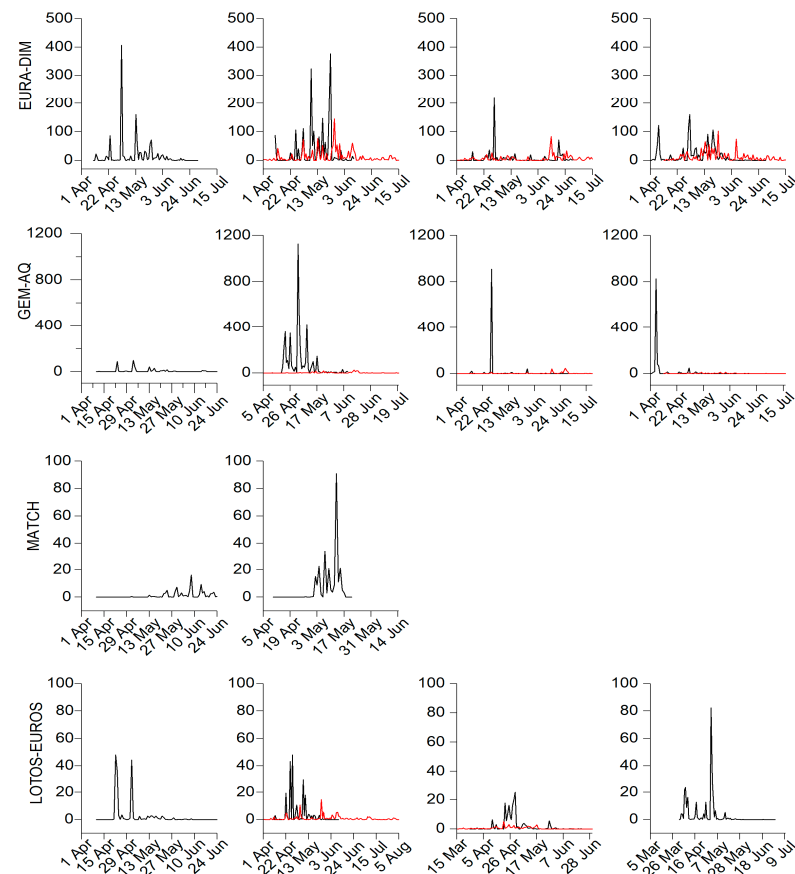 EURA-DIM
500 500 500 500
400 400 400 400
300 300 300 300
200 200 200 200
100 100 100 100
0 0 0 0
1 Apr 22 Apr 13 May 3 Jun 24 Jun 15 Jul 1 Apr 22 Apr 13 May 3 Jun 24 Jun 15 Jul 1 Apr 22 Apr 13 May 3 Jun 24 Jun 15 Jul 1 Apr 22 Apr 13 May 3 Jun 24 Jun 15 Jul
GEM-AQ
1200 1200 1200 1200
800 800 800 800
400 400 400 400
0 0 0 0
1 Apr 15 Apr 29 Apr 13 May 27 May 10 Jun 24 Jun 5 Apr 26 Apr 17 May 7 Jun 28 Jun 19 Jul 1 Apr 22 Apr 13 May 3 Jun 24 Jun 15 Jul 1 Apr 22 Apr 13 May 3 Jun 24 Jun 15 Jul
MATCH
100 100
80 80
60 60
40 40
20 20
0 0
1 Apr 15 Apr 29 Apr 13 May 27 May 10 Jun 24 Jun 5 Apr 19 Apr 3 May 17 May 31 May 14 Jun
LOTOS-EUROS
100 100 100 100
80 80 80 80
60 60 60 60
40 40 40 40
20 20 20 20
0 0 0 0
1 Apr 15 Apr 29 Apr 13 May 27 May 10 Jun 24 Jun 1 Apr 22 Apr 13 May 3 Jun 24 Jun 15 Jul 5 Aug 15 Mar 5 Apr 26 Apr 17 May 7 Jun 28 Jun 5 Mar 26 Mar 16 Apr 7 May 28 May 18 Jun 9 Jul